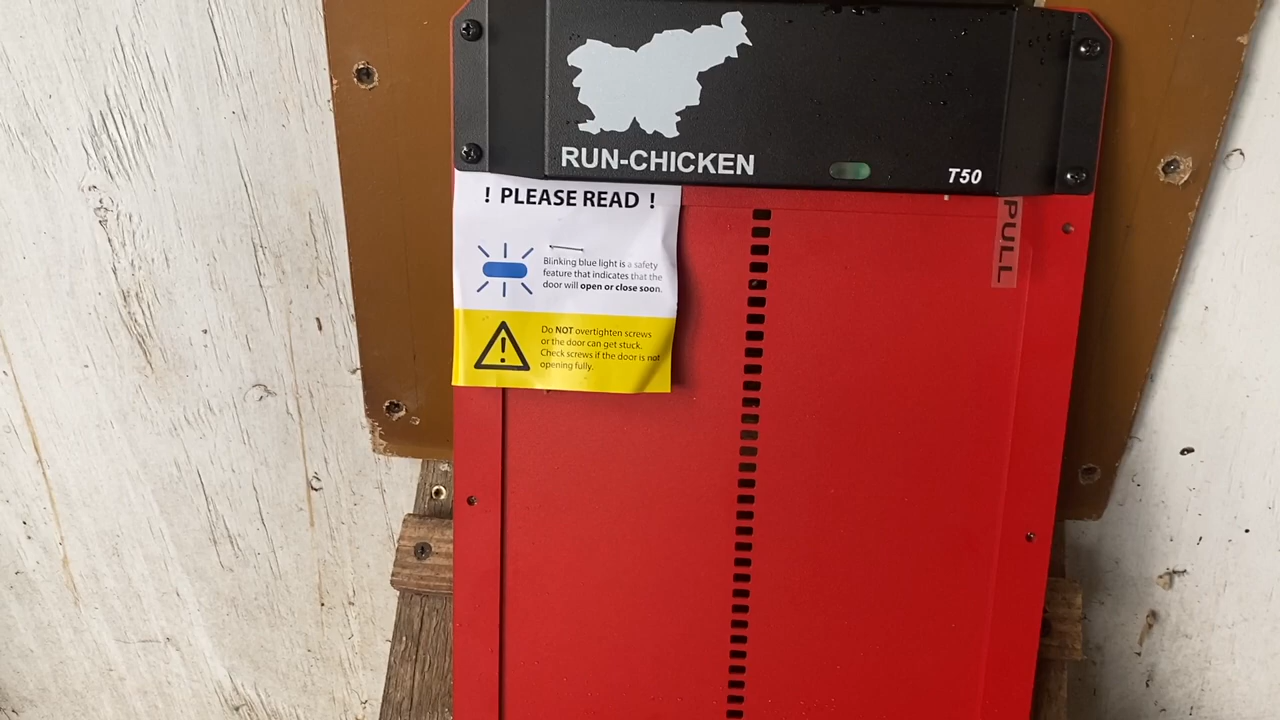 RUN-CHICKEN
T50
! PLEASE READ !
PULL
Blinking blue light is a safety
feature that indicates that the
door will open or close soon.
Do NOT overtighten screws
or the door can get stuck.
Check screws if the door is not
opening fully.